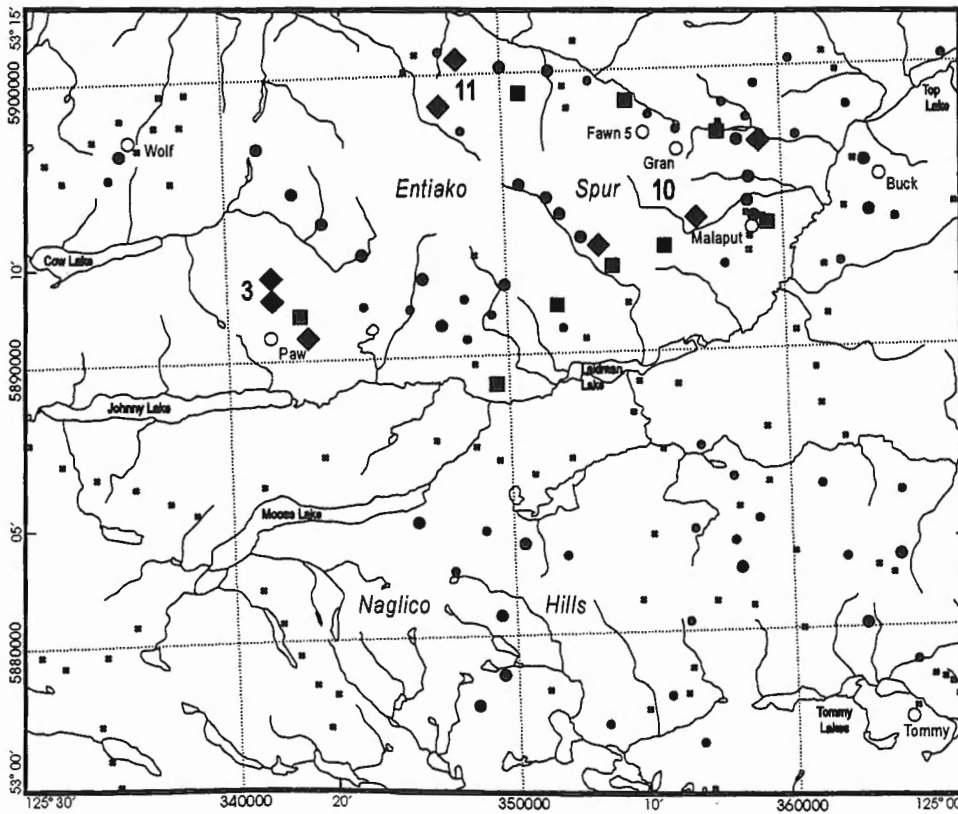 53° 15'
5900000
11
Top
Lake
Fawn 5
Wolf
Gran
Entiako Spur
10
Buck
Malaput
Cow Lake
10'
3
Paw
5890000
Laidman
Lake
Johnny Lake
Moose Lake
05'
Naglico Hills
5880000
Tommy
Lakes
Tommy
53° 00'
125° 30'
340000
20'
350000
10'
360000
125° 00'